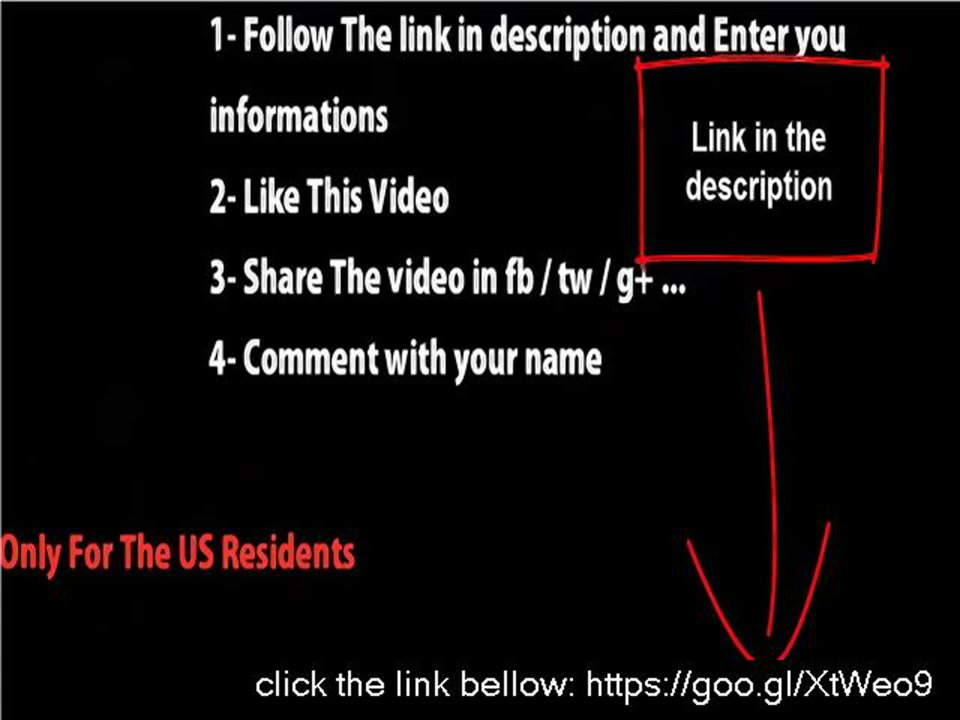 1- Follow The link in description and Enter you
informations
Link in the
description
2- Like This Video
3- Share The video in fb / tw / g+ ...
4- Comment with your name
Only For The US Residents
click the link bellow: https://goo.gl/XtWeo9